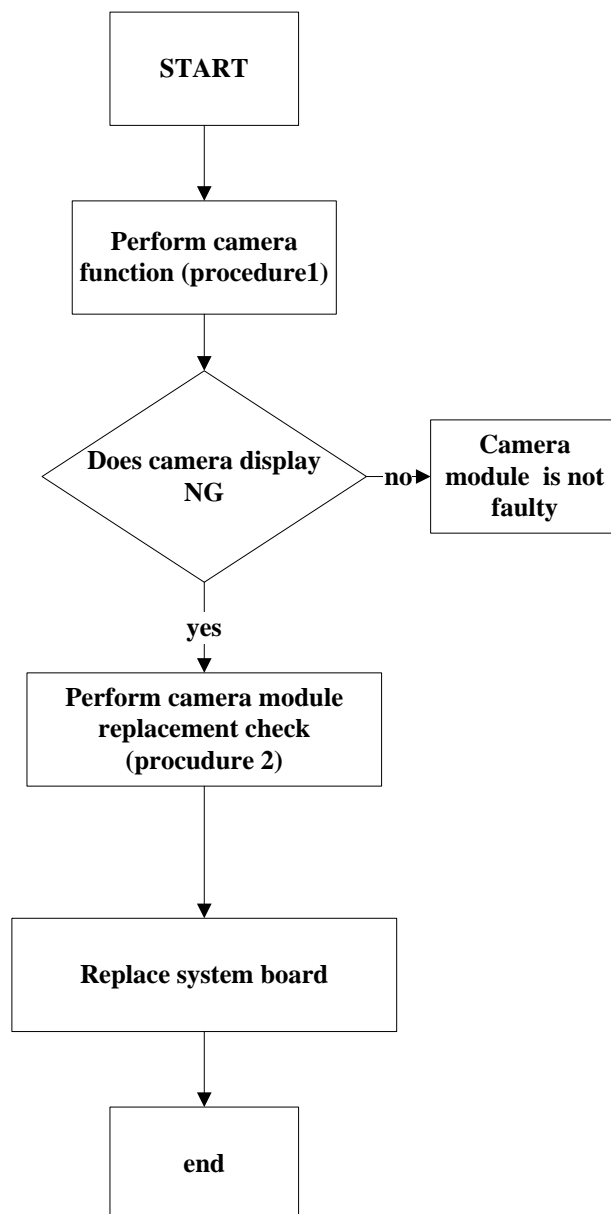 START
Perform camera
function (procedure1)
Does camera display
NG
no
Camera
module is not
faulty
yes
Perform camera module
replacement check
(procudure 2)
Replace system board
end